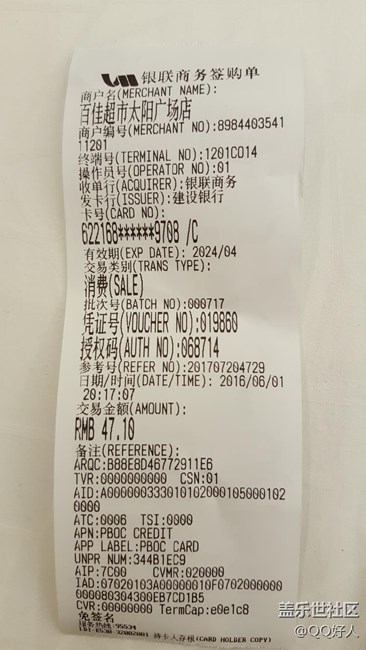 银联商务签购单
商户名(MERCHANT NAME):
百佳超市太阳广场店
商户编号(MERCHANT NO):8984403541
11201
终端号(TERMINAL NO):1201C014
操作员号(OPERATOR NO):01
收单行(ACQUIRER):银联商务
发卡行(ISSUER):建设银行
卡号(CARD NO):
622168******9708 /C
有效期(EXP DATE): 2024/04
交易类别(TRANS TYPE):
消费(SALE)
批次号(BATCH NO):000717
凭证号(VOUCHER NO):019860
授权码(AUTH NO):068714
参考号(REFER NO):201707204729
日期/时间(DATE/TIME): 2016/06/01
20:17:07
交易金额(AMOUNT):
RMB 47.10
备注(REFERENCE):
ARQC:B88E8D46772911E6
TVR:0000000000 CSN:01
AID:A000000333010102000105000102
0000
ATC:0006 TSI:0000
APN:PBOC CREDIT
APP LABEL:PBOC CARD
UNPR NUM:344B1EC9
AIP:7C00 CVMR:020000
IAD:07020103A00000010F0702000000
0000080304300EB7CD1B5
CVR:00000000 TermCap:e0e1c8
免签名
服务热线:95534
持卡人存根(CARD HOLDER COPY)
盖乐世社区
@QQ好人